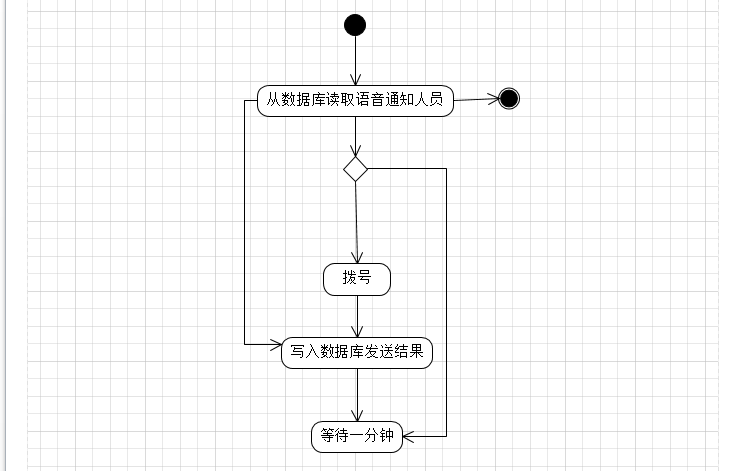 从数据库读取语音通知人员
拨号
写入数据库发送结果
等待一分钟